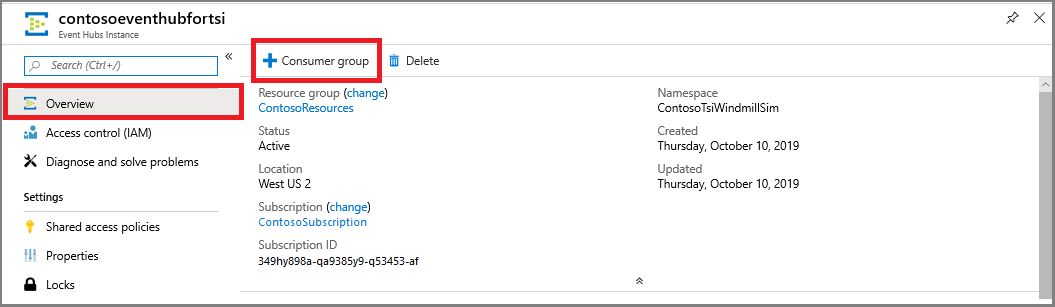 contosoeventhubfortsi
Event Hubs Instance
Search (Ctrl+/)
«
Overview
Access control (IAM)
Diagnose and solve problems
Settings
Shared access policies
Properties
Locks
Consumer group
Delete
Resource group (change)
ContosoResources
Status
Active
Location
West US 2
Subscription (change)
ContosoSubscription
Subscription ID
349hy898a-qa9385y9-q53453-af
Namespace
ContosoTsiWindmillSim
Created
Thursday, October 10, 2019
Updated
Thursday, October 10, 2019